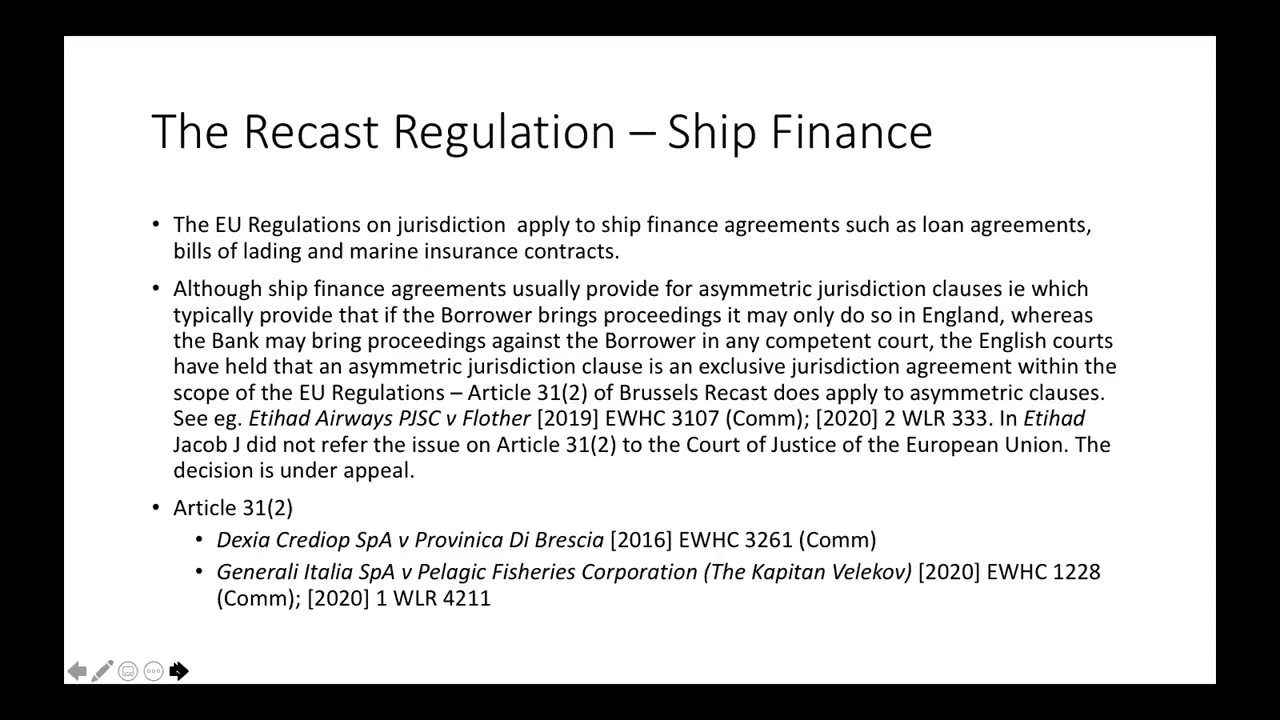 The Recast Regulation – Ship Finance
• The EU Regulations on jurisdiction  apply to ship finance agreements such as loan agreements,
bills of lading and marine insurance contracts.
• Although ship finance agreements usually provide for asymmetric jurisdiction clauses ie which
typically provide that if the Borrower brings proceedings it may only do so in England, whereas
the Bank may bring proceedings against the Borrower in any competent court, the English courts
have held that an asymmetric jurisdiction clause is an exclusive jurisdiction agreement within the
scope of the EU Regulations – Article 31(2) of Brussels Recast does apply to asymmetric clauses.
See eg. Etihad Airways PJSC v Flother [2019] EWHC 3107 (Comm); [2020] 2 WLR 333. In Etihad
Jacob J did not refer the issue on Article 31(2) to the Court of Justice of the European Union. The
decision is under appeal.
• Article 31(2)
• Dexia Crediop SpA v Provinica Di Brescia [2016] EWHC 3261 (Comm)
• Generali Italia SpA v Pelagic Fisheries Corporation (The Kapitan Velekov) [2020] EWHC 1228
(Comm); [2020] 1 WLR 4211